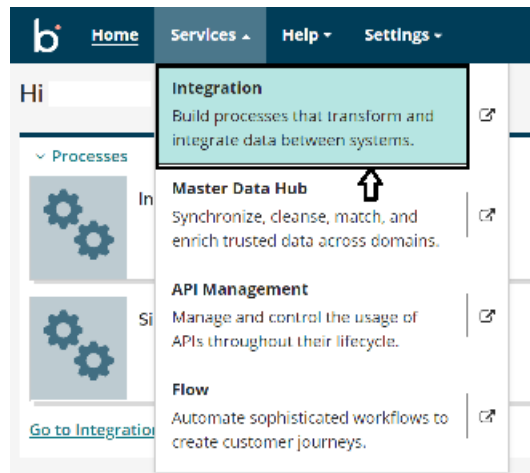 b Home Services Help Settings
Hi
Integration
Build processes that transform and
integrate data between systems.
Processes
In
Master Data Hub
Synchronize, cleanse, match, and
enrich trusted data across domains.
API Management
Si
Manage and control the usage of
APIs throughout their lifecycle.
Flow
Automate sophisticated workflows to
Go to Integration
create customer journeys.